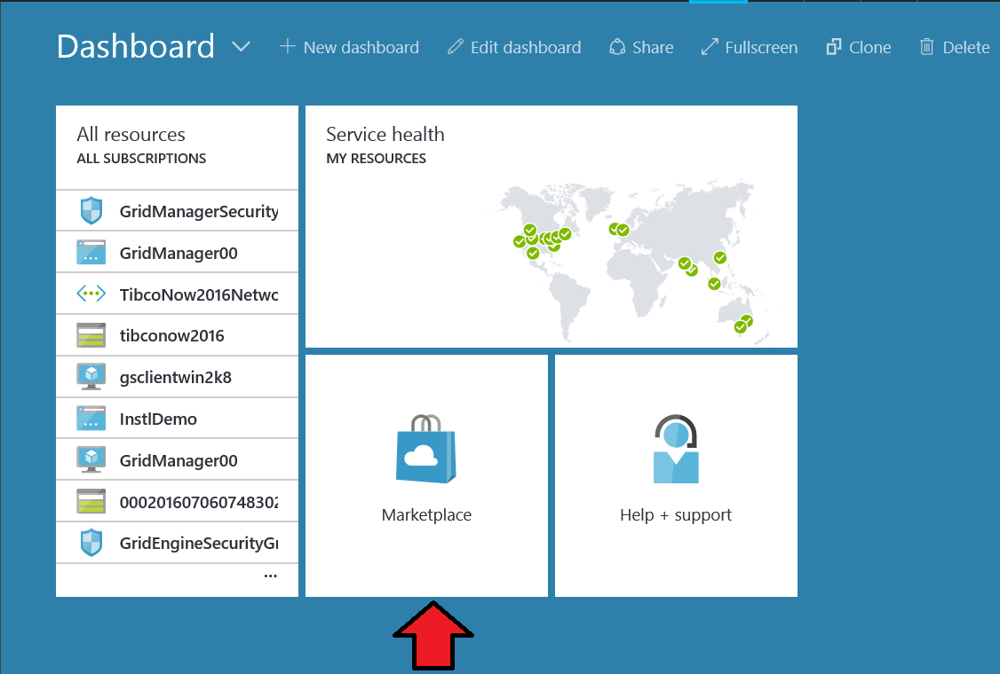 Dashboard
New dashboard
Edit dashboard
Share
Fullscreen
Clone
Delete
All resources
ALL SUBSCRIPTIONS
GridManagerSecurity
GridManager00
TibcoNow2016Netwo
tibconow2016
gsclientwin2k8
InstlDemo
GridManager00
000201607060748302
GridEngineSecurityGr
...
Service health
MY RESOURCES
Marketplace
Help + support